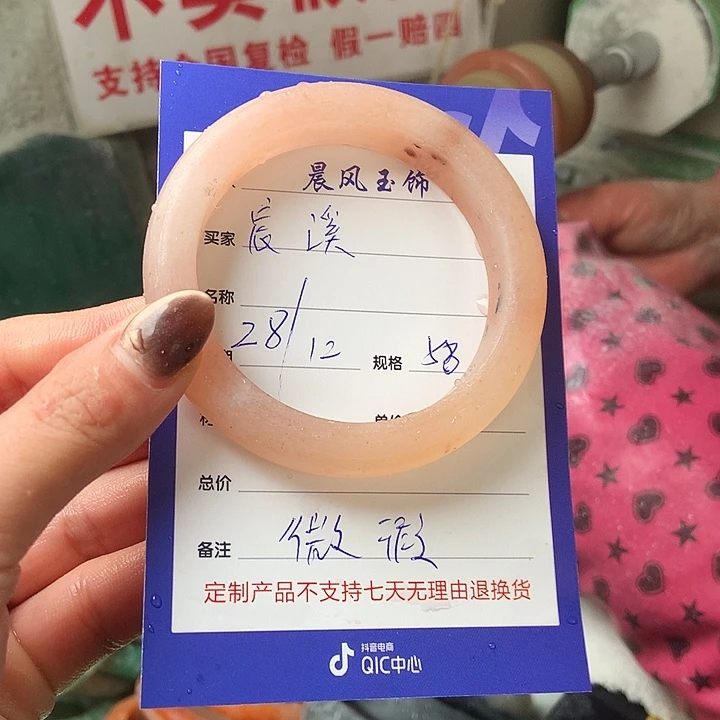 支持全国复检 假一赔四
晨风玉饰
买家 宸溪
名称
28/12 规格 58
总价
备注 微瑕
定制产品不支持七天无理由退换货
抖音电商
QIC中心